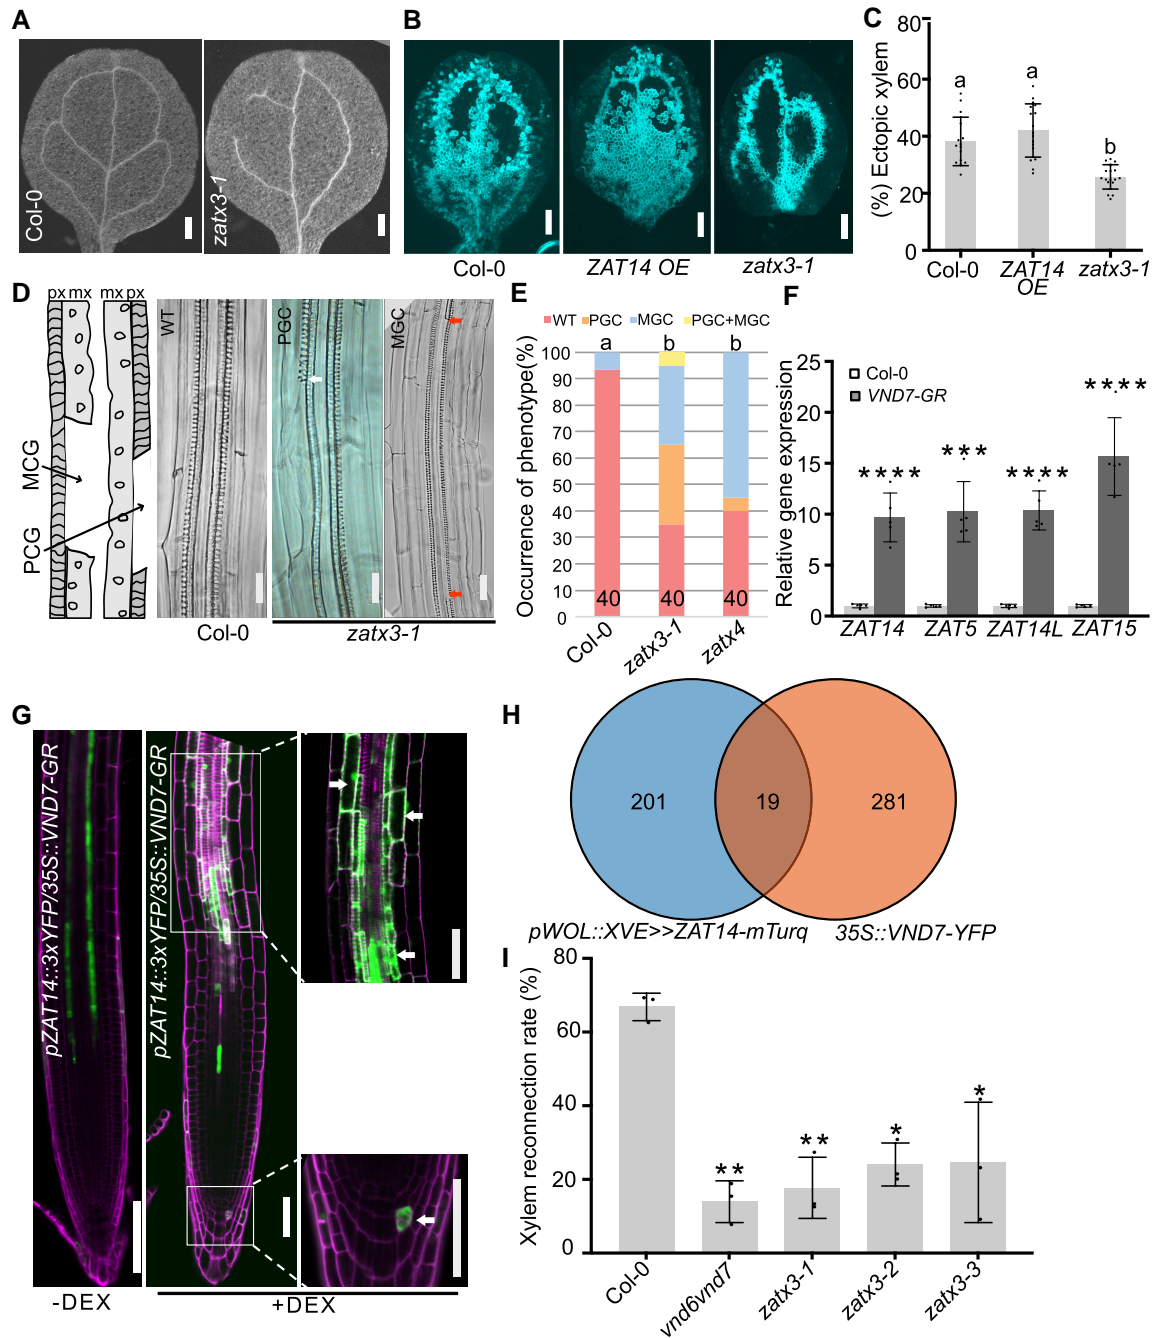 A
Col-0
zatx3-1
B
Col-0
ZAT14 OE
zatx3-1
C
(%) Ectopic xylem
80
60
40
20
0
a
a
b
Col-0
ZAT14
OE
zatx3-1
D
px mx mx px
MCG
PCG
WT
PGC
MGC
Col-0
zatx3-1
E
WT PGC MGC PGC+MGC
Occurrence of phenotype(%)
100
90
80
70
60
50
40
30
20
10
0
a b b
40 40 40
Col-0
zatx3-1
zatx4
F
Relative gene expression
25
20
15
10
5
0
Col-0
VND7-GR
****
***
****
****
ZAT14 ZAT5 ZAT14L ZAT15
G
pZAT14::3xYFP/35S::VND7-GR
pZAT14::3xYFP/35S::VND7-GR
-DEX
+DEX
H
201 19 281
pWOL::XVE>>ZAT14-mTurq 35S::VND7-YFP
I
Xylem reconnection rate (%)
80
60
40
20
0
**
**
*
*
Col-0
vnd6vnd7
zatx3-1
zatx3-2
zatx3-3